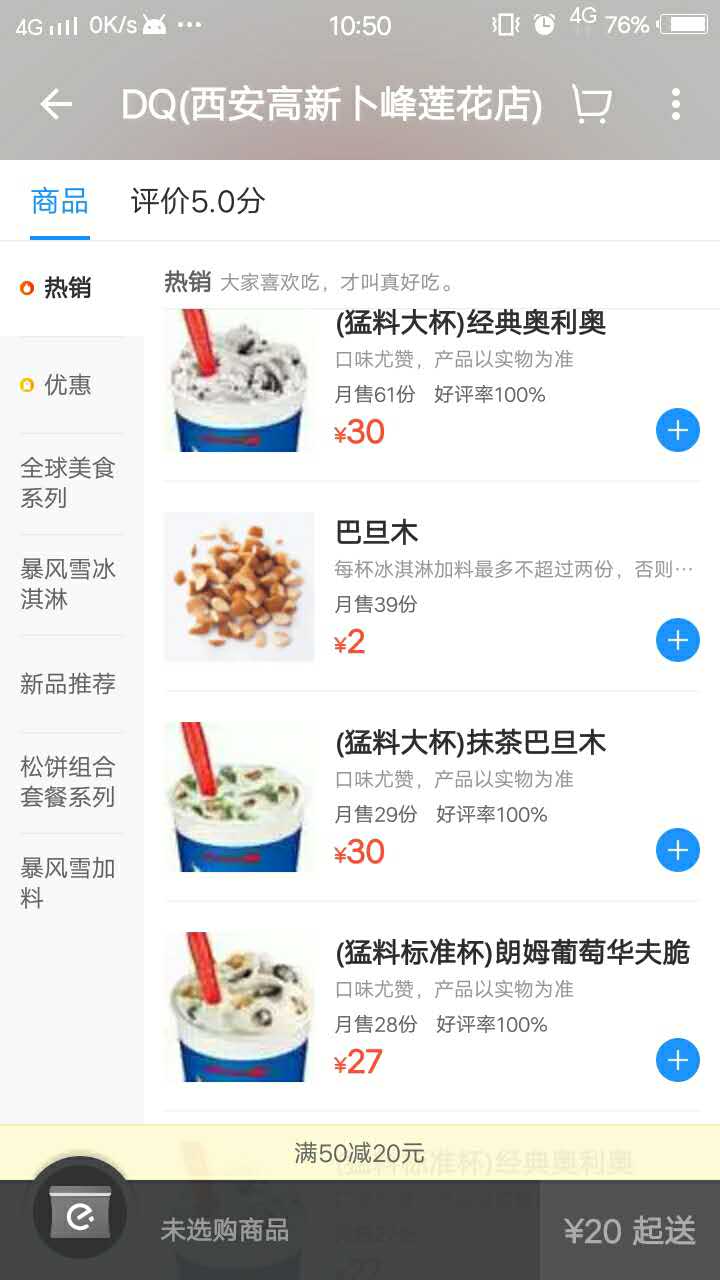 4G 0K/s ··· 10:50 4G 76%
DQ(西安高新卜峰莲花店)
商品 评价5.0分
热销
优惠
全球美食
系列
暴风雪冰
淇淋
新品推荐
松饼组合
套餐系列
暴风雪加
料
热销 大家喜欢吃，才叫真好吃。
(猛料大杯)经典奥利奥
口味尤赞，产品以实物为准
月售61份 好评率100%
¥30
巴旦木
每杯冰淇淋加料最多不超过两份，否则…
月售39份
¥2
(猛料大杯)抹茶巴旦木
口味尤赞，产品以实物为准
月售29份 好评率100%
¥30
(猛料标准杯)朗姆葡萄华夫脆
口味尤赞，产品以实物为准
月售28份 好评率100%
¥27
满50减20元
(猛料标准杯)经典奥利奥
未选购商品
¥20 起送